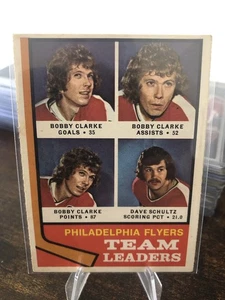 BOBBY CLARKE
GOALS • 35
BOBBY CLARKE
ASSISTS • 52
BOBBY CLARKE
POINTS • 87
DAVE SCHULTZ
SCORING PCT • 21.8
PHILADELPHIA FLYERS
TEAM
LEADERS